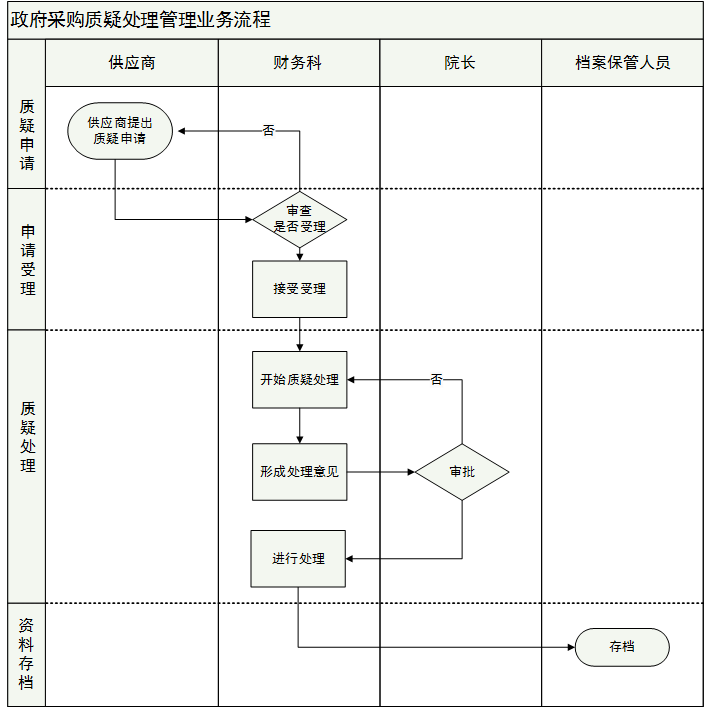 政府采购质疑处理管理业务流程
供应商
财务科
院长
档案保管人员
质疑申请
供应商提出
质疑申请
否
申请受理
审查
是否受理
接受受理
质疑处理
开始质疑处理
否
形成处理意见
审批
进行处理
资料存档
存档